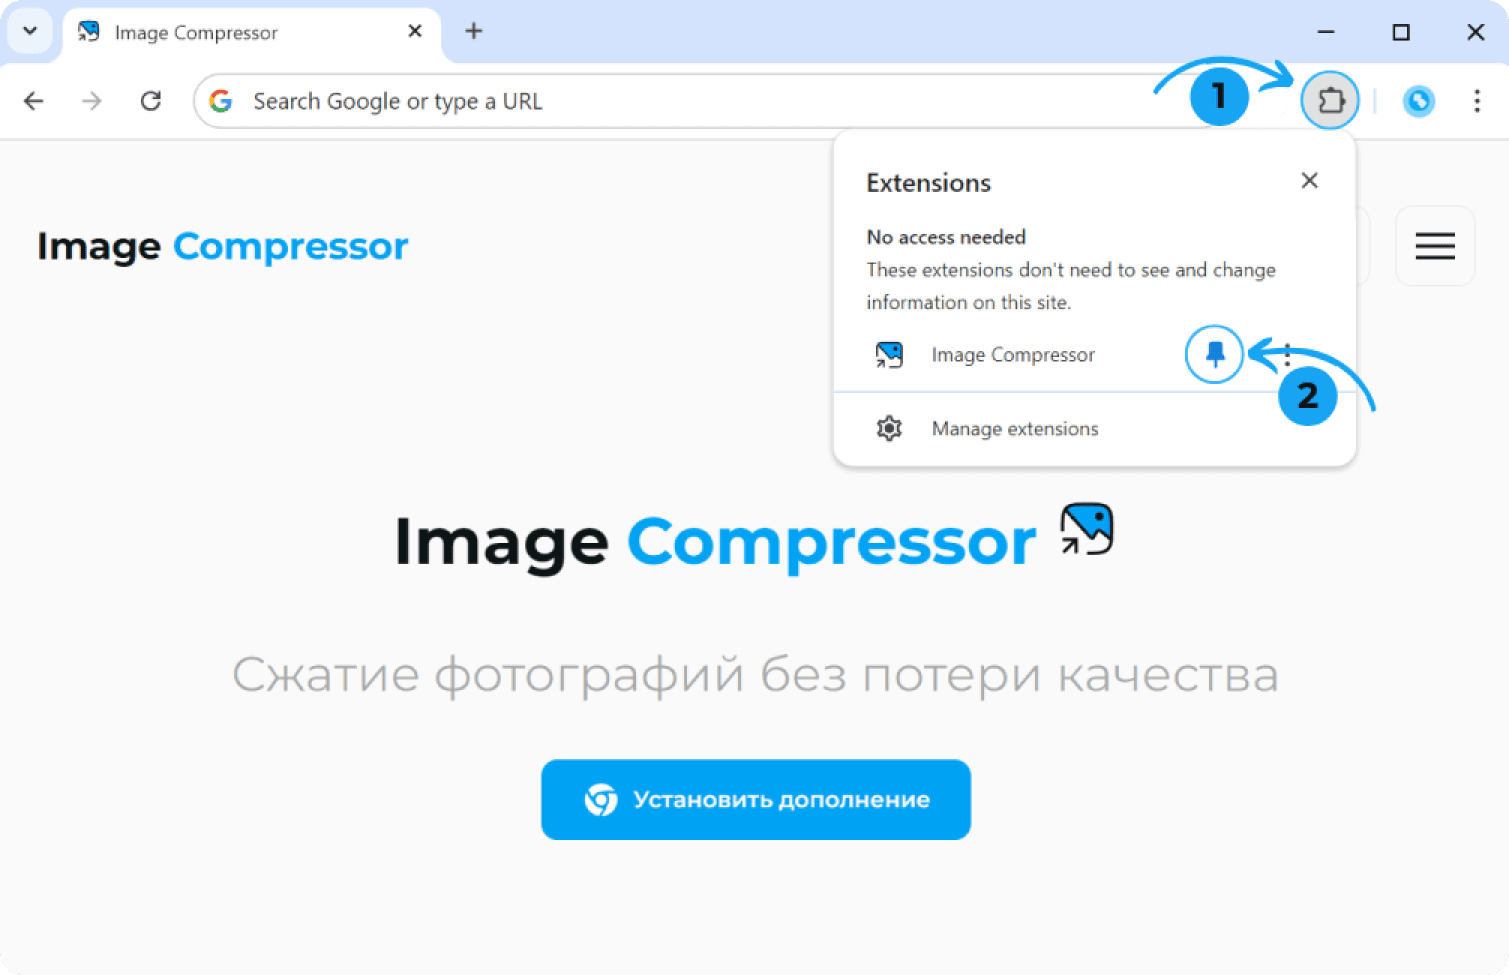 Image Compressor
Search Google or type a URL
1
Extensions
No access needed
These extensions don't need to see and change
information on this site.
Image Compressor
2
Manage extensions
Image Compressor
Image Compressor
Сжатие фотографий без потери качества
Установить дополнение